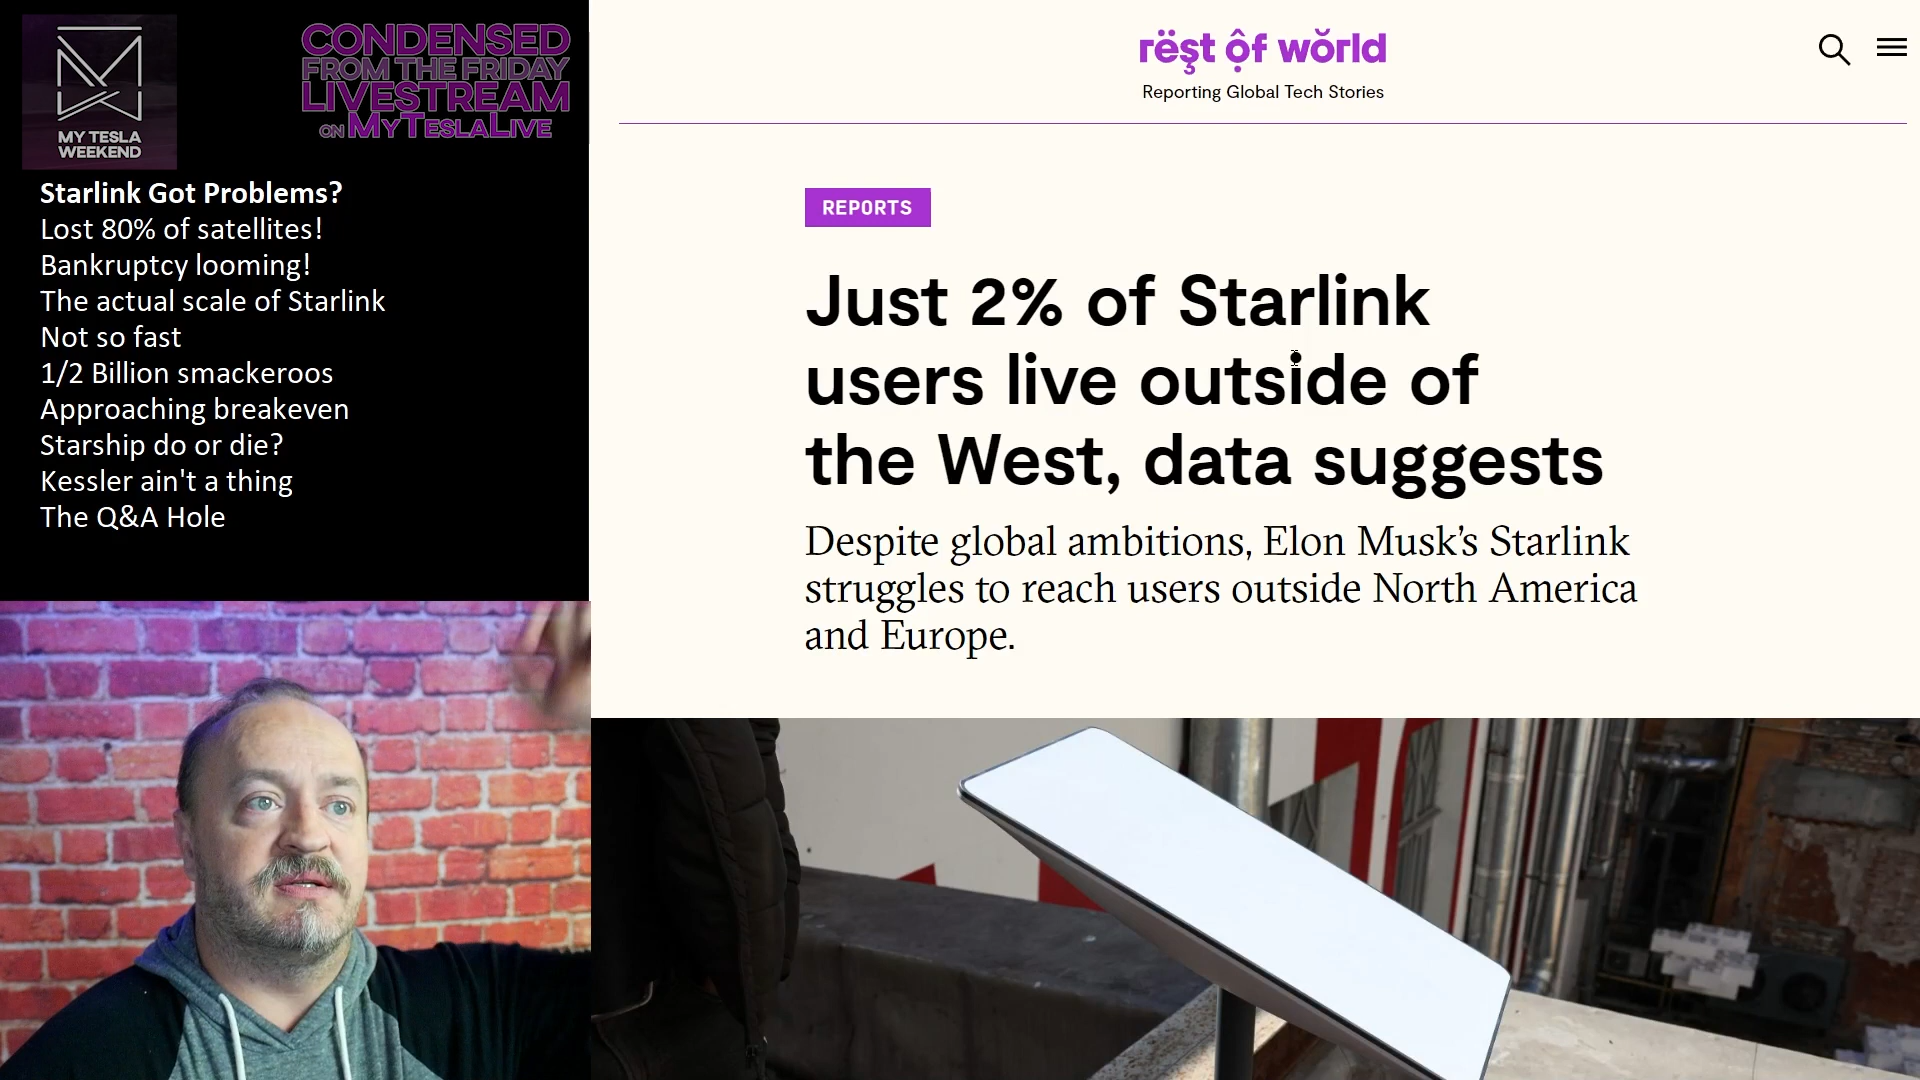 MY TESLA
WEEKEND
CONDENSED
FROM THE FRIDAY
LIVESTREAM
ON MYTESLALIVE
Starlink Got Problems?
Lost 80% of satellites!
Bankruptcy looming!
The actual scale of Starlink
Not so fast
1/2 Billion smackeroos
Approaching breakeven
Starship do or die?
Kessler ain't a thing
The Q&A Hole
rëşt ộf wŏrld
Reporting Global Tech Stories
REPORTS
Just 2% of Starlink
users live outside of
the West, data suggests
Despite global ambitions, Elon Musk’s Starlink
struggles to reach users outside North America
and Europe.